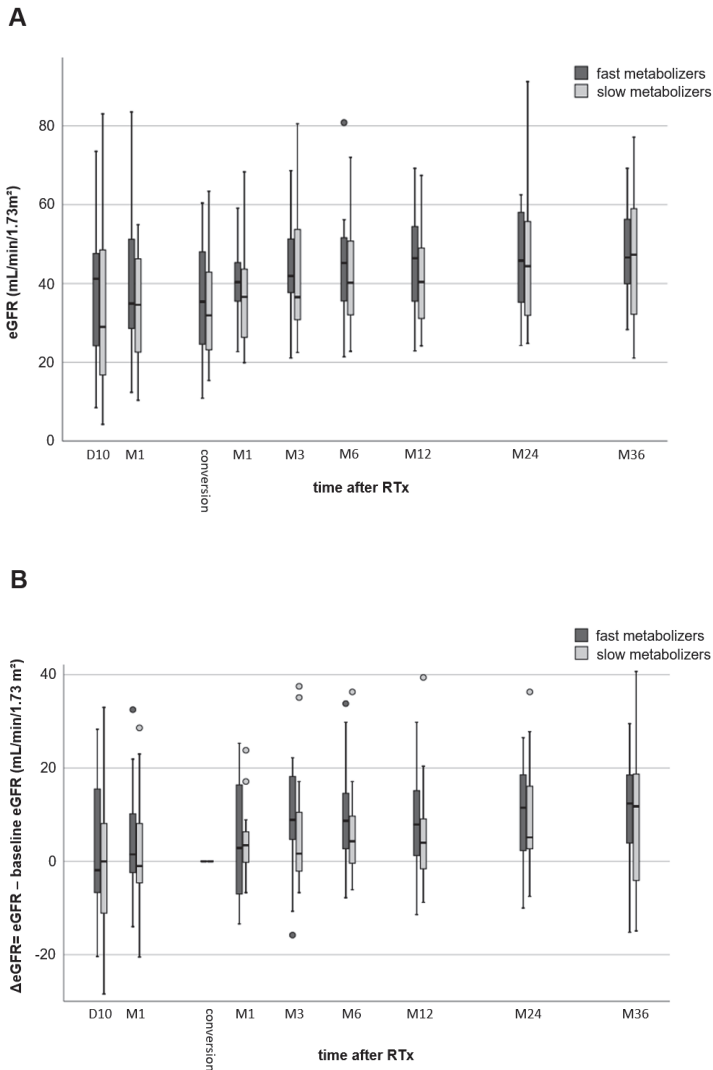 A
fast metabolizers
slow metabolizers
80
60
40
20
0
eGFR (mL/min/1.73m²)
D10 M1 conversion M1 M3 M6 M12 M24 M36
time after RTx
B
fast metabolizers
slow metabolizers
40
20
0
-20
ΔeGFR= eGFR – baseline eGFR (mL/min/1.73 m²)
D10 M1 conversion M1 M3 M6 M12 M24 M36
time after RTx